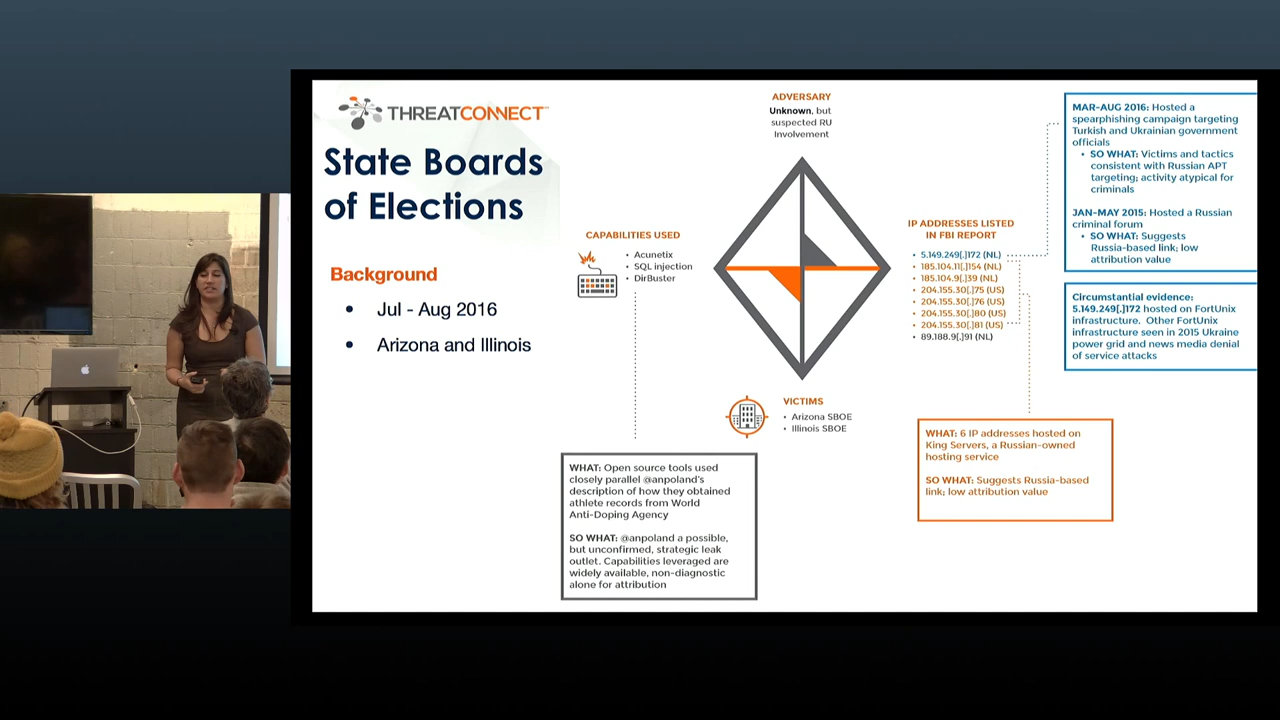 THREATCONNECT™
State Boards
of Elections
Background
• Jul - Aug 2016
• Arizona and Illinois
ADVERSARY
Unknown, but
suspected RU
Involvement
CAPABILITIES USED
• Acunetix
• SQL injection
• DirBuster
IP ADDRESSES LISTED
IN FBI REPORT
• 5.149.249[.]172 (NL)
• 185.104.11[.]154 (NL)
• 185.104.9[.]39 (NL)
• 204.155.30[.]75 (US)
• 204.155.30[.]76 (US)
• 204.155.30[.]80 (US)
• 204.155.30[.]81 (US)
• 89.188.9[.]91 (NL)
VICTIMS
• Arizona SBOE
• Illinois SBOE
WHAT: Open source tools used
closely parallel @anpoland's
description of how they obtained
athlete records from World
Anti-Doping Agency
SO WHAT: @anpoland a possible,
but unconfirmed, strategic leak
outlet. Capabilities leveraged are
widely available, non-diagnostic
alone for attribution
MAR-AUG 2016: Hosted a
spearphishing campaign targeting
Turkish and Ukrainian government
officials
• SO WHAT: Victims and tactics
consistent with Russian APT
targeting; activity atypical for
criminals
JAN-MAY 2015: Hosted a Russian
criminal forum
• SO WHAT: Suggests
Russia-based link; low
attribution value
Circumstantial evidence:
5.149.249[.]172 hosted on FortUnix
infrastructure. Other FortUnix
infrastructure seen in 2015 Ukraine
power grid and news media denial
of service attacks
WHAT: 6 IP addresses hosted on
King Servers, a Russian-owned
hosting service
SO WHAT: Suggests Russia-based
link; low attribution value